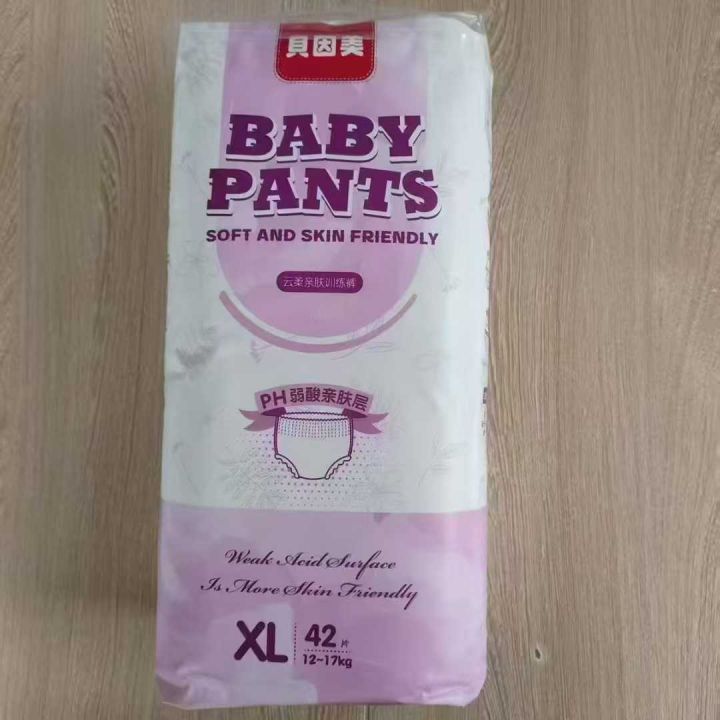 貝因美
BABY
PANTS
SOFT AND SKIN FRIENDLY
云柔亲肤训练裤
PH弱酸亲肤层
Weak Acid Surface
Is More Skin Friendly
XL 42片
12~17kg